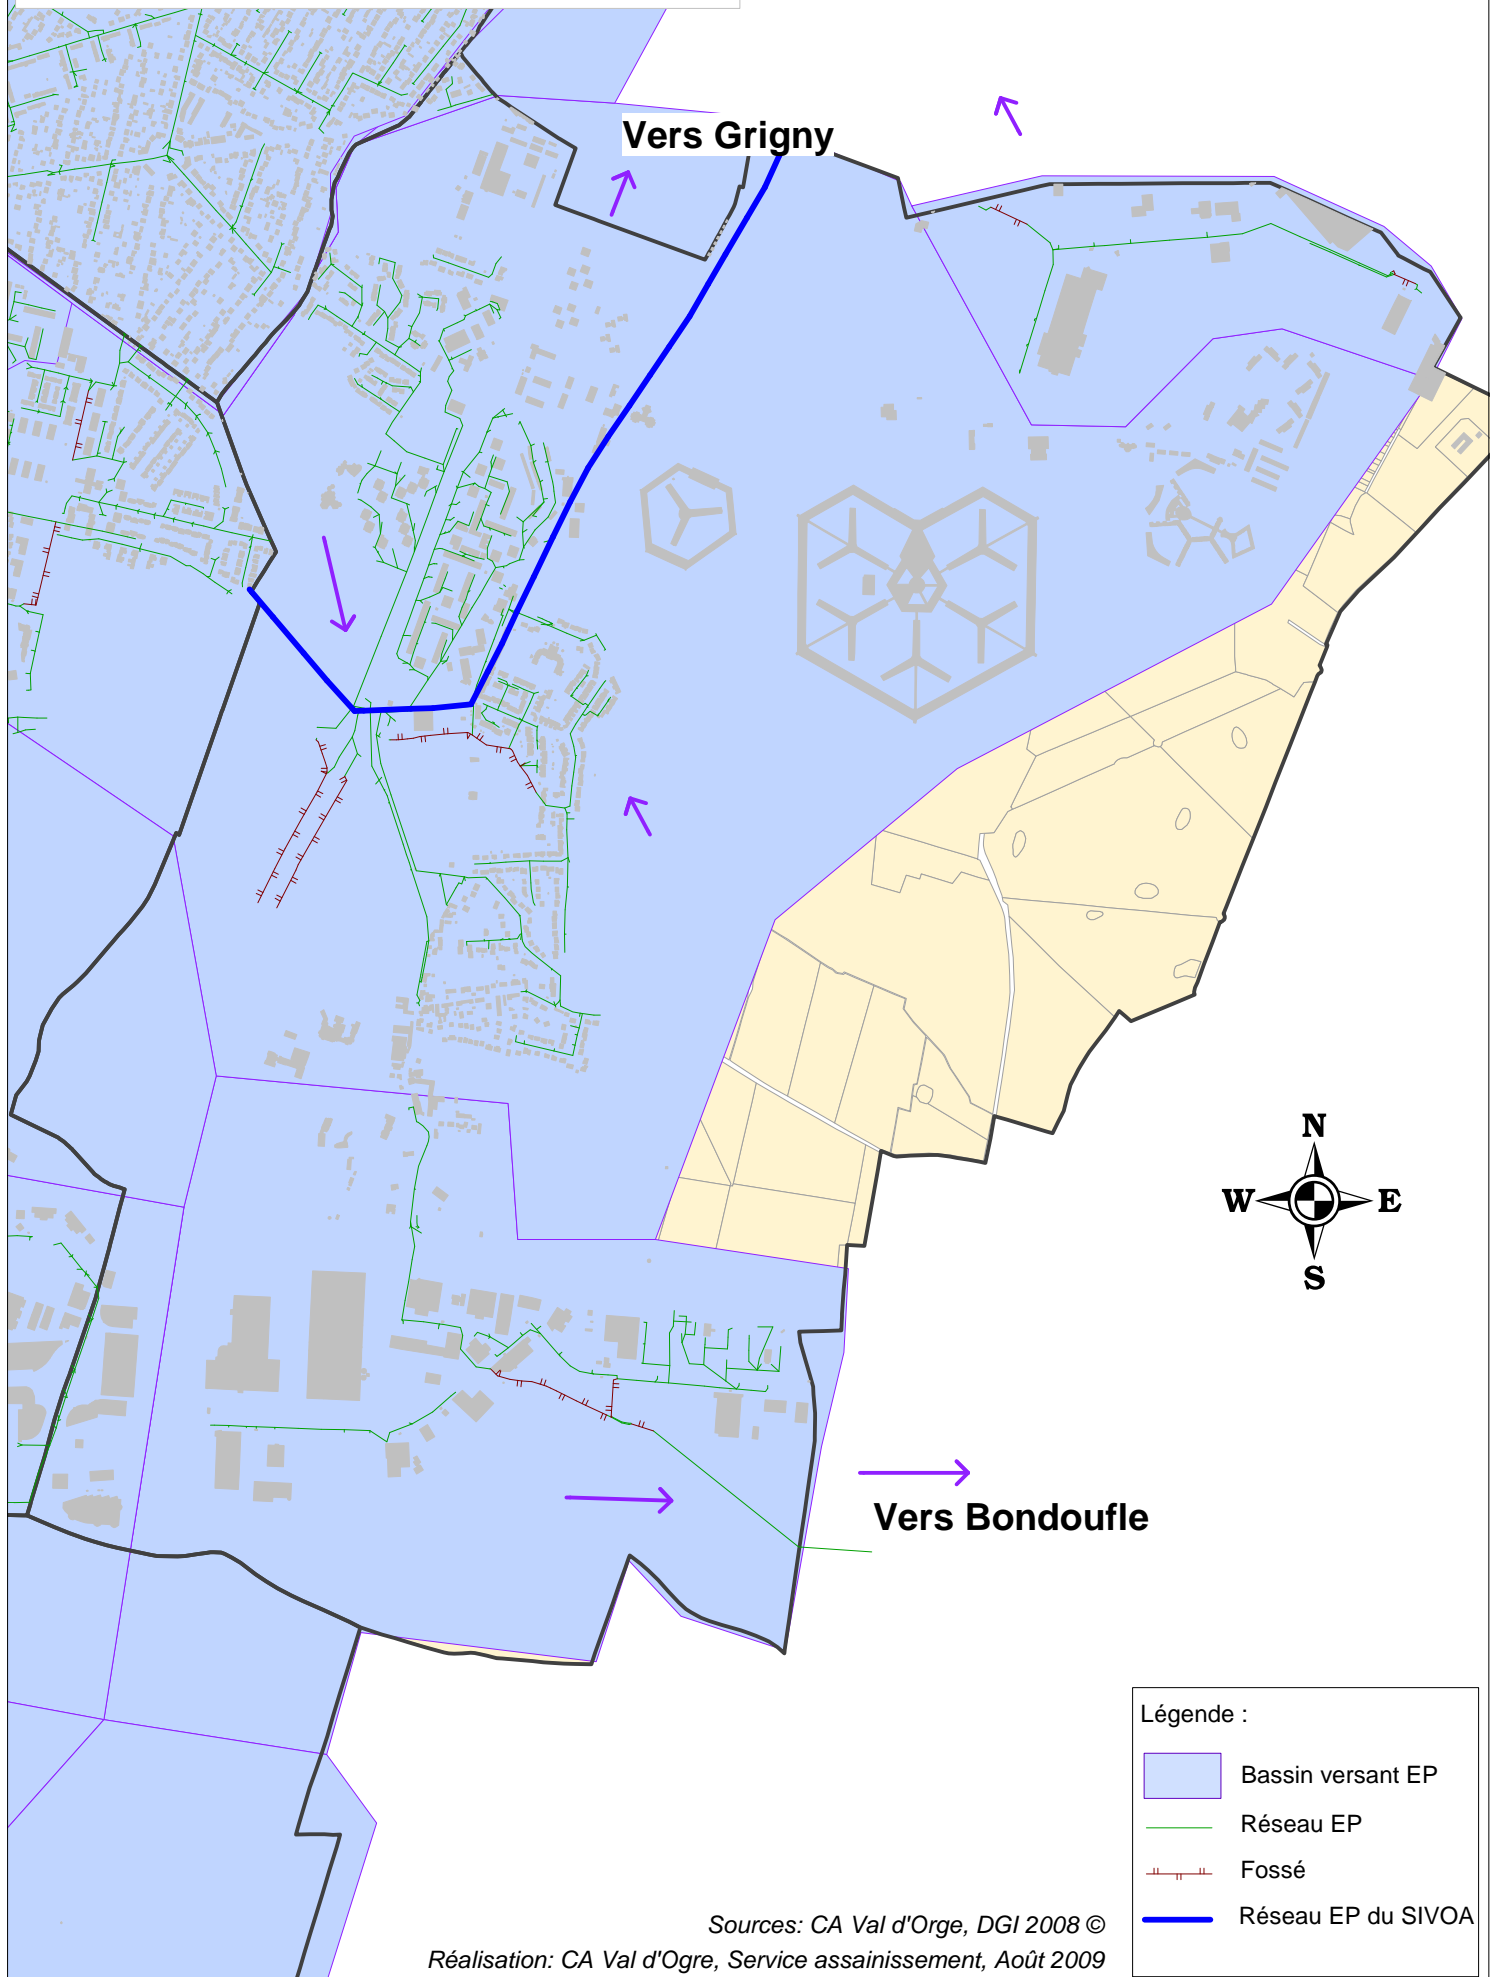 Vers Grigny
N
W
E
S
Vers Bondoufle
Légende :
Bassin versant EP
Réseau EP
Fossé
Réseau EP du SIVOA
Sources: CA Val d'Orge, DGI 2008 ©
Réalisation: CA Val d'Ogre, Service assainissement, Août 2009